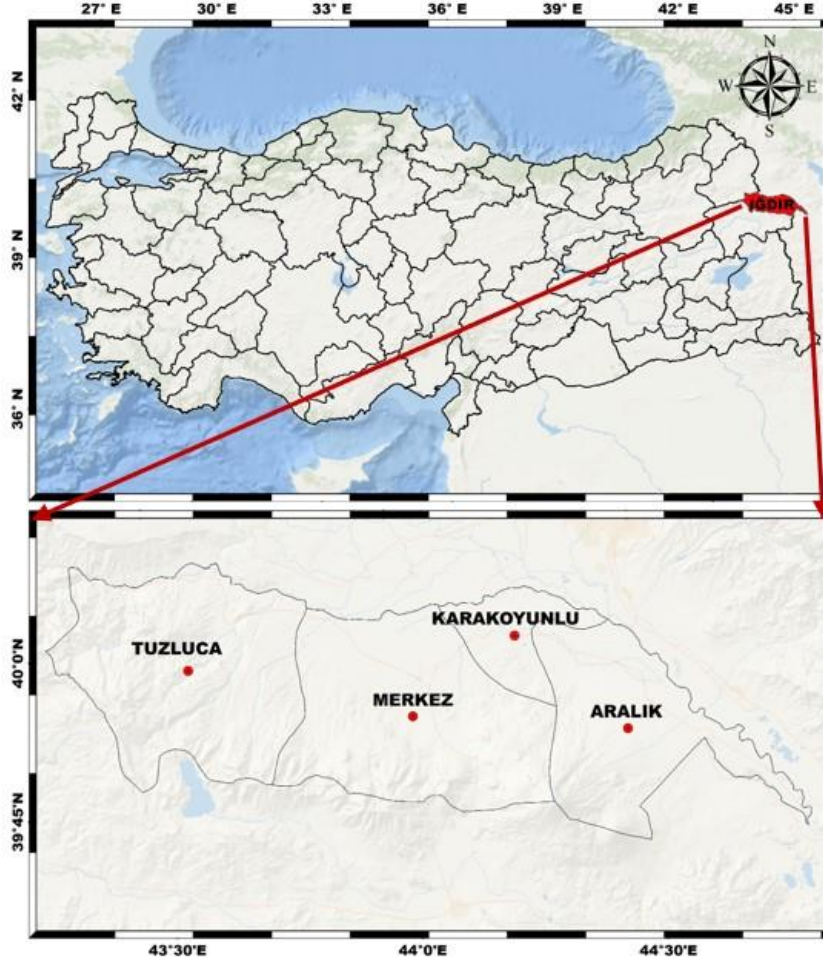 27° E 30° E 33° E 36° E 39° E 42° E 45° E
N
W E
S
42° N
39° N
36° N
IGDIR
40°0'N
39°45'N
KARAKOYUNLU
TUZLUCA
MERKEZ
ARALIK
43°30'E 44°0'E 44°30'E